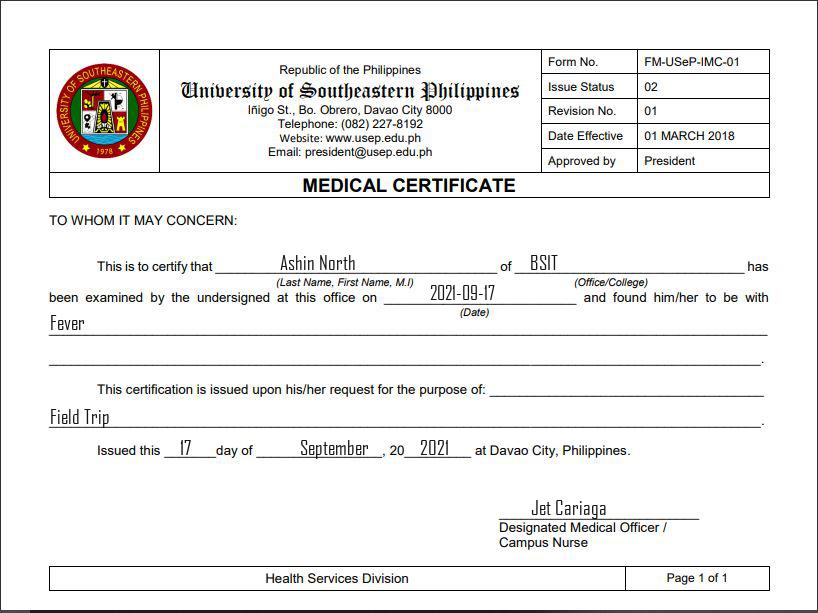 UNIVERSITY OF SOUTHEASTERN PHILIPPINES
1978
Republic of the Philippines
University of Southeastern Philippines
Iñigo St., Bo. Obrero, Davao City 8000
Telephone: (082) 227-8192
Website: www.usep.edu.ph
Email: president@usep.edu.ph
Form No. FM-USeP-IMC-01
Issue Status 02
Revision No. 01
Date Effective 01 MARCH 2018
Approved by President
MEDICAL CERTIFICATE
TO WHOM IT MAY CONCERN:
This is to certify that Ashin North of BSIT has
(Last Name, First Name, M.I) (Office/College)
been examined by the undersigned at this office on 2021-09-17 and found him/her to be with
(Date)
Fever
.
This certification is issued upon his/her request for the purpose of:
Field Trip.
Issued this 17 day of September, 20 2021 at Davao City, Philippines.
Jet Cariaga
Designated Medical Officer /
Campus Nurse
Health Services Division Page 1 of 1